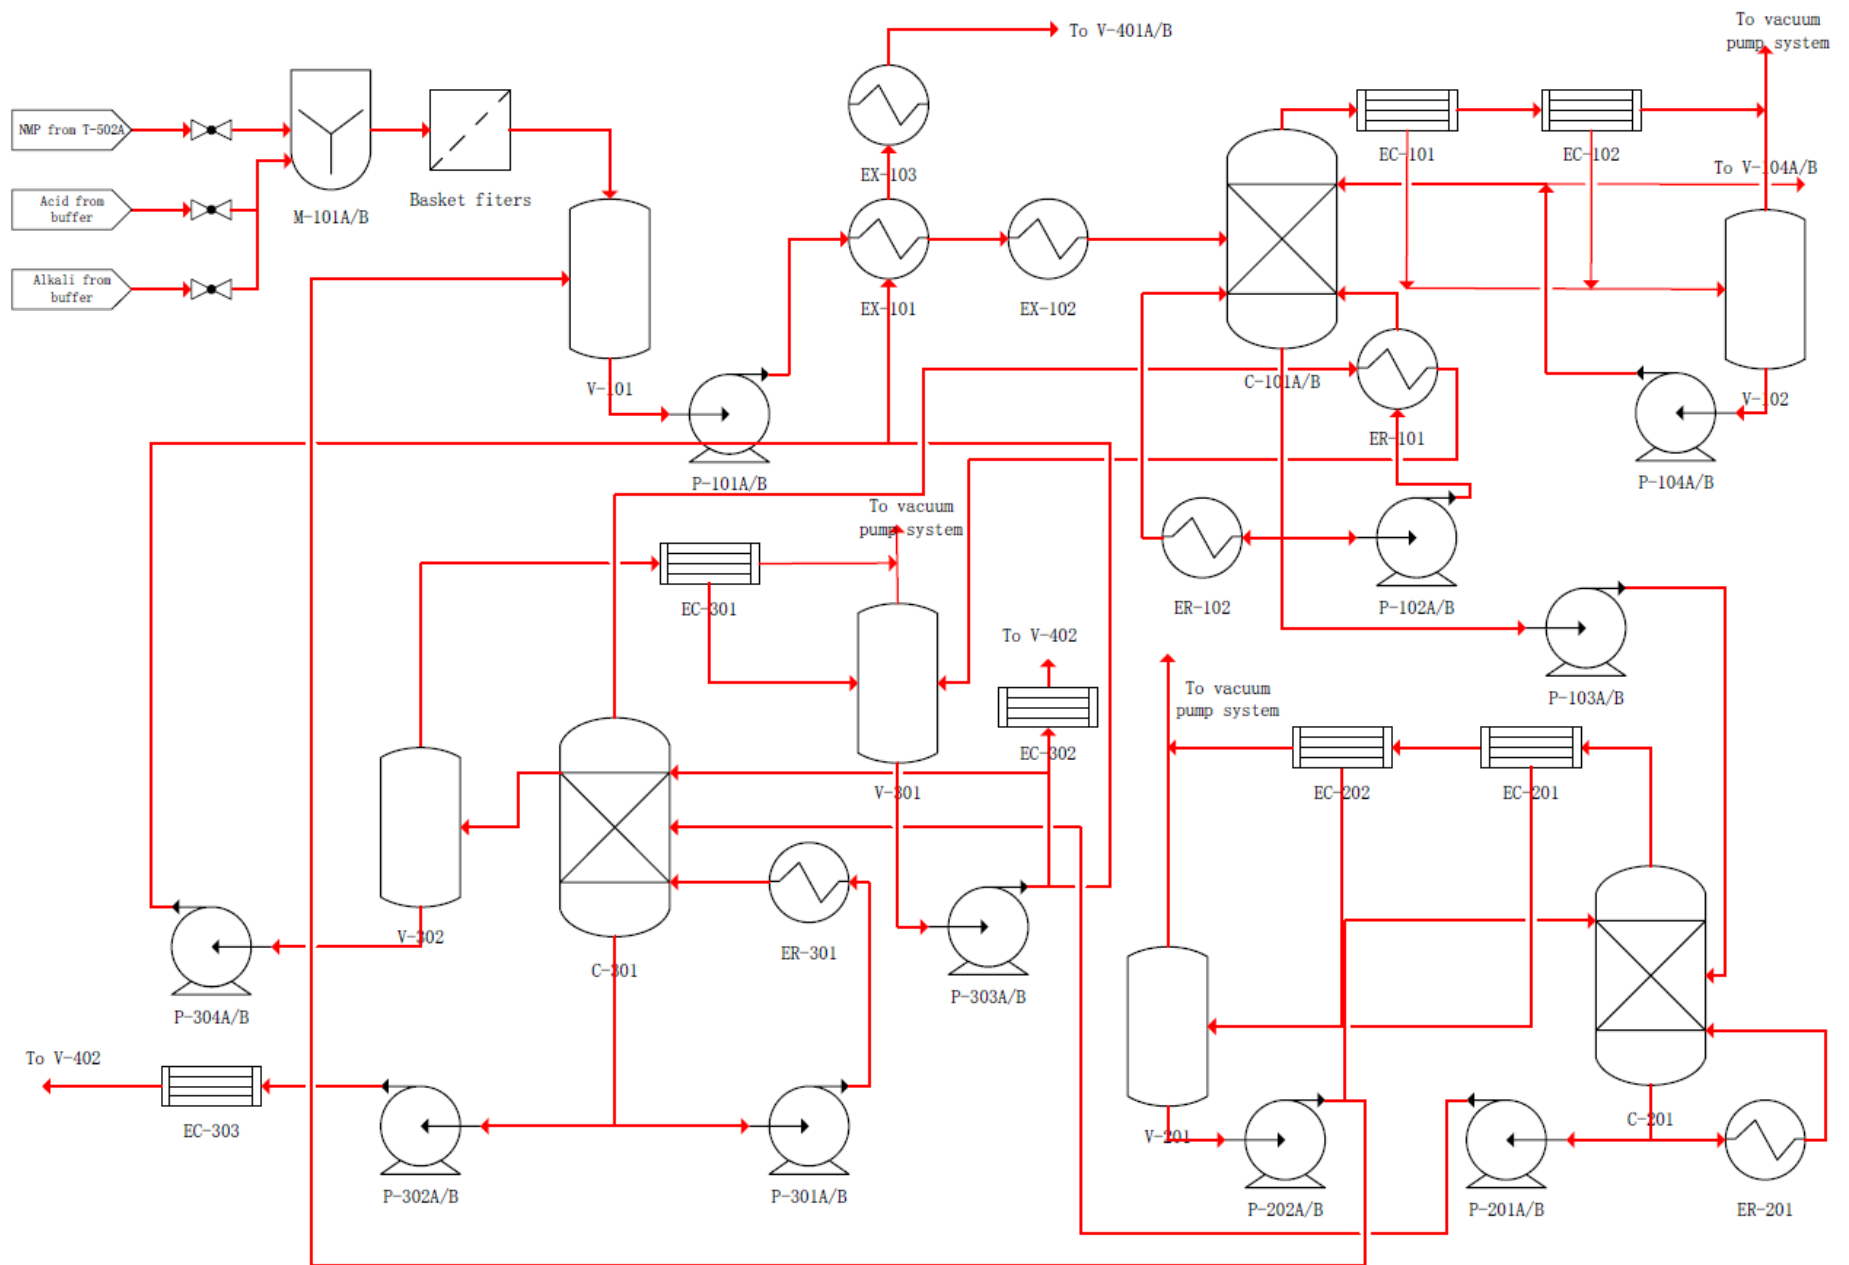 To vacuum
pump system
To V-401A/B
NMP from T-502A
EX-103
EC-101
EC-102
To V-104A/B
Acid from
buffer
M-101A/B
Basket fiters
Alkali from
buffer
EX-101
EX-102
V-101
C-101A/B
V-102
ER-101
P-101A/B
P-104A/B
To vacuum
pump system
EC-301
ER-102
P-102A/B
To V-402
P-103A/B
To vacuum
pump system
EC-302
V-301
EC-202
EC-201
V-302
C-301
ER-301
P-303A/B
P-304A/B
To V-402
EC-303
V-201
C-201
P-302A/B
P-301A/B
P-202A/B
P-201A/B
ER-201